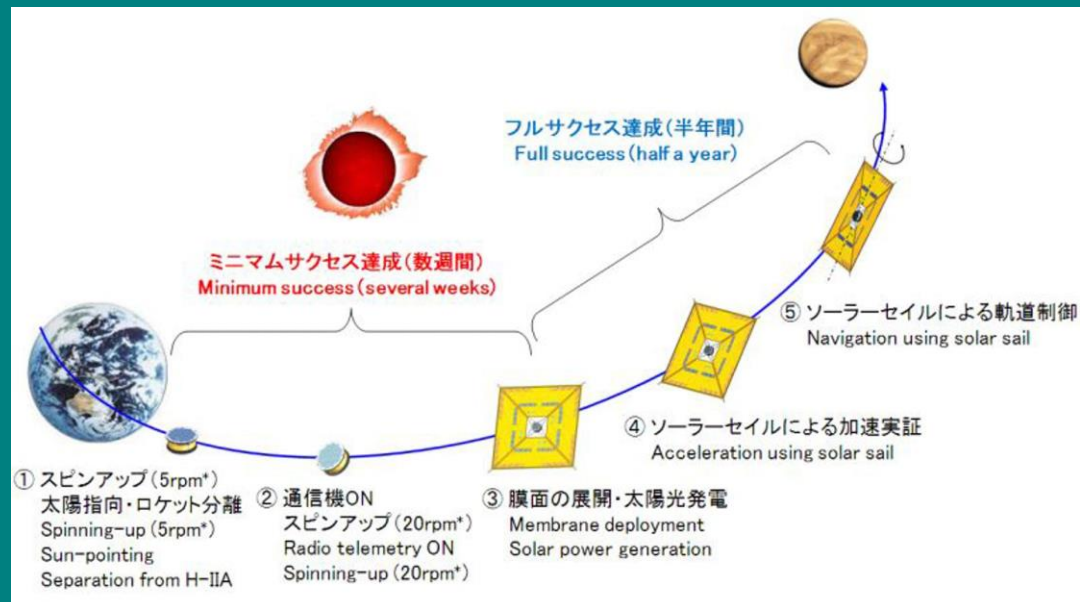 フルサクセス達成(半年間)
Full success(half a year)
ミニマムサクセス達成(数週間)
Minimum success(several weeks)
① スピンアップ(5rpm*)
太陽指向・ロケット分離
Spinning-up (5rpm*)
Sun-pointing
Separation from H-IIA
② 通信機ON
スピンアップ(20rpm*)
Radio telemetry ON
Spinning-up (20rpm*)
③ 膜面の展開・太陽光発電
Membrane deployment
Solar power generation
④ ソーラーセイルによる加速実証
Acceleration using solar sail
⑤ ソーラーセイルによる軌道制御
Navigation using solar sail